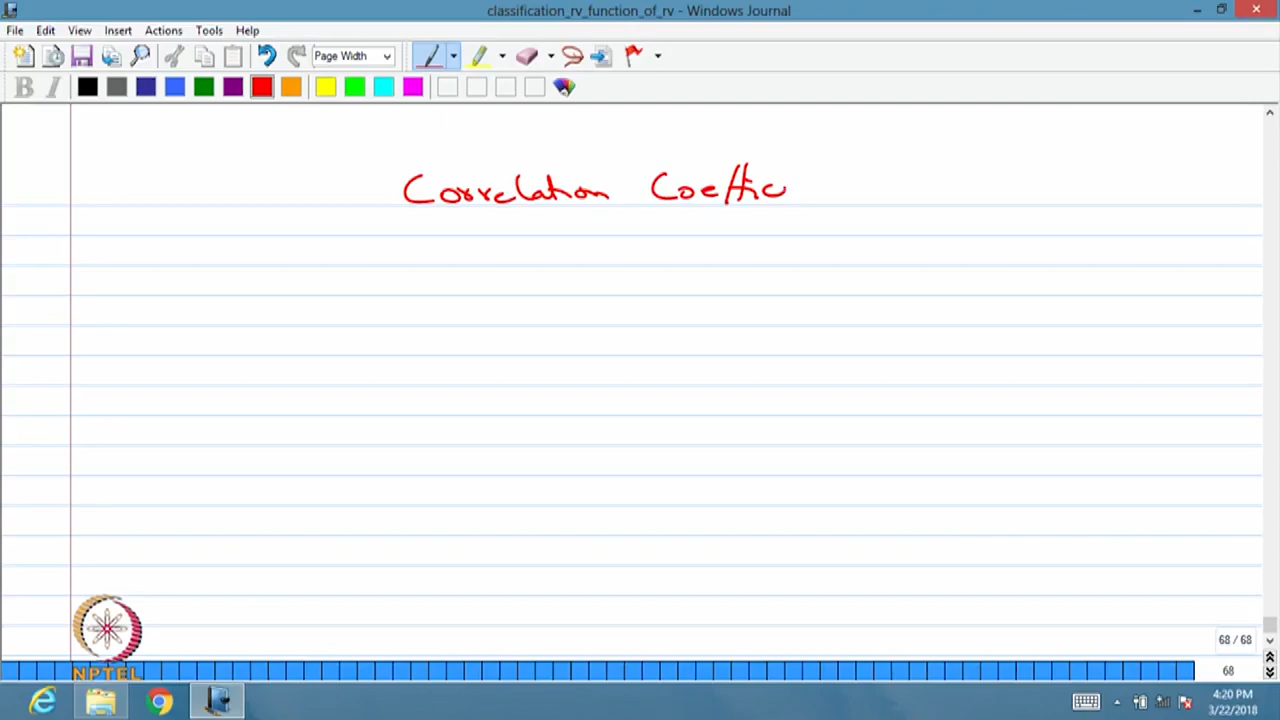 classification_rv_function_of_rv - Windows Journal
File Edit View Insert Actions Tools Help
Page Width
B I
Correlation Coeffic
68 / 68
68
NPTEL
4:20 PM
3/22/2018